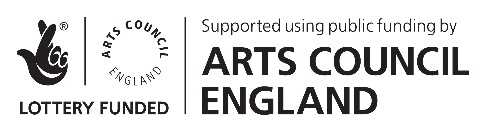 ®
LOTTERY FUNDED
ARTS COUNCIL
ENGLAND
Supported using public funding by
ARTS COUNCIL
ENGLAND